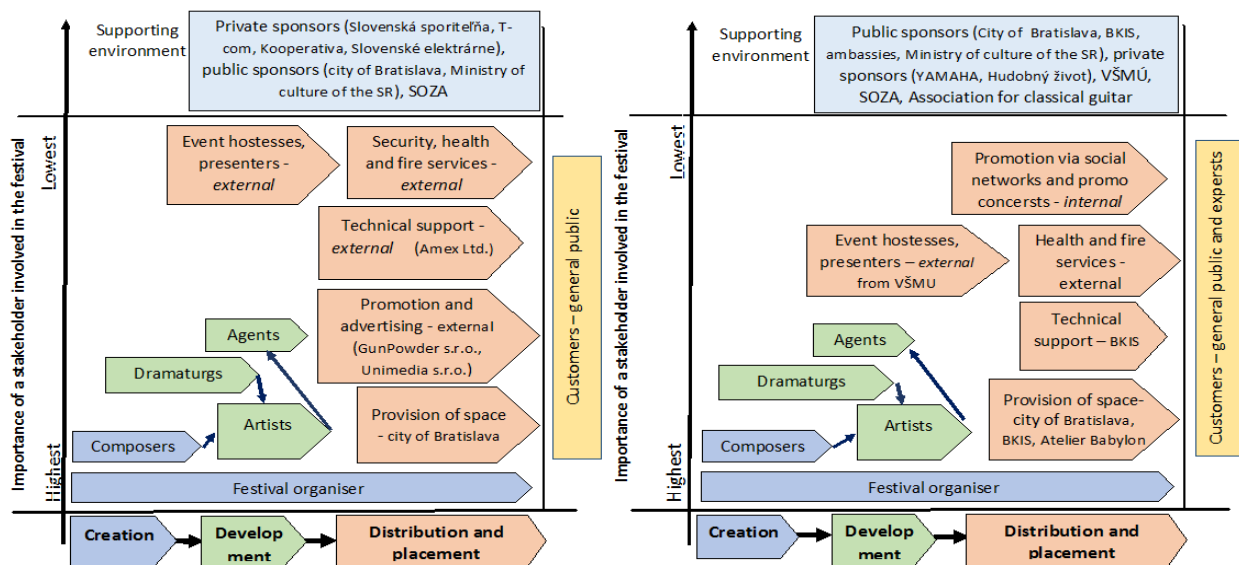 Supporting
environment
Private sponsors (Slovenská sporiteľňa, T-
com, Kooperativa, Slovenské elektrárne),
public sponsors (city of Bratislava, Ministry of
culture of the SR), SOZA
Importance of a stakeholder involved in the festival
Lowest
Highest
Event hostesses,
presenters -
external
Security, health
and fire services -
external
Technical support -
external (Amex Ltd.)
Promotion and
advertising - external
(GunPowder s.r.o.,
Unimedia s.r.o.)
Agents
Dramaturgs
Artists
Composers
Provision of space
- city of Bratislava
Festival organiser
Customers – general public
Creation
Develop
ment
Distribution and
placement
Supporting
environment
Public sponsors (City of Bratislava, BKIS,
ambassies, Ministry of culture of the SR), private
sponsors (YAMAHA, Hudobný život), VŠMÚ,
SOZA, Association for classical guitar
Importance of a stakeholder involved in the festival
Lowest
Highest
Promotion via social
networks and promo
concersts - internal
Event hostesses,
presenters – external
from VŠMU
Health and fire
services -
external
Technical
support – BKIS
Agents
Dramaturgs
Artists
Composers
Provision of space-
city of Bratislava,
BKIS, Atelier Babylon
Festival organiser
Customers – general public and expersts
Creation
Develop
ment
Distribution and
placement